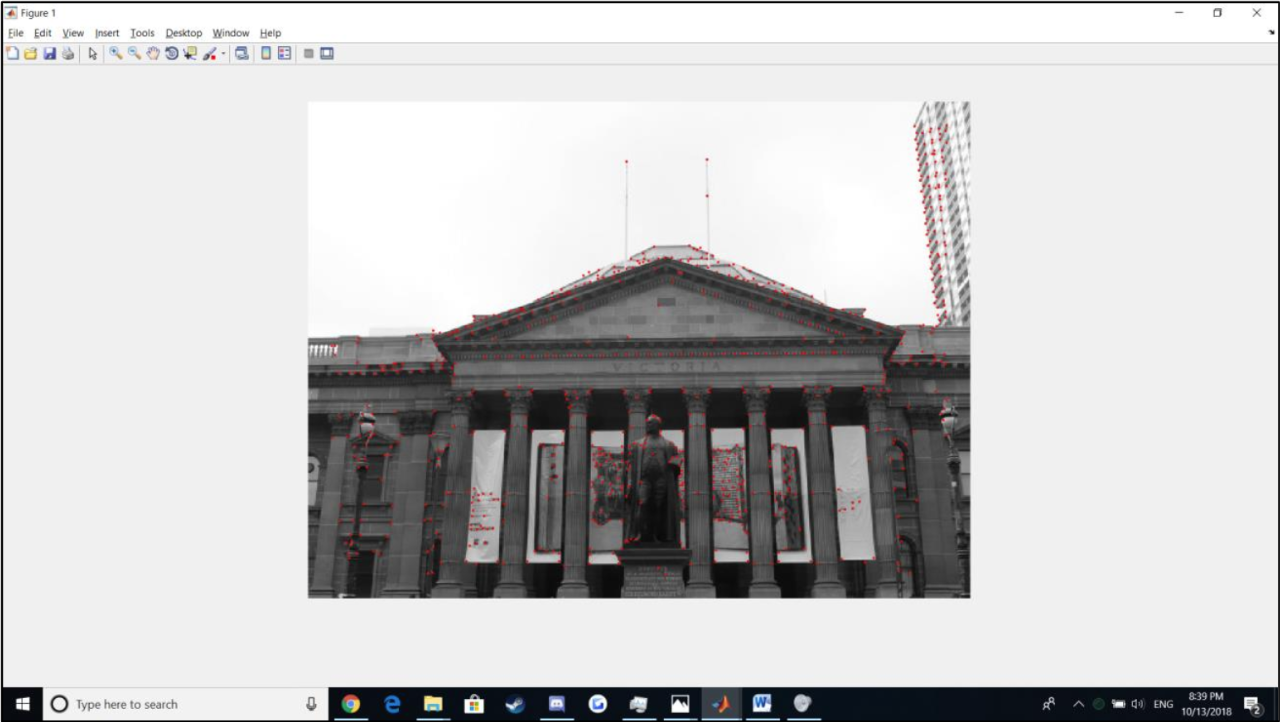 Figure 1
File Edit View Insert Tools Desktop Window Help
VICTORIA
Type here to search
ENG
8:39 PM
10/13/2018
2